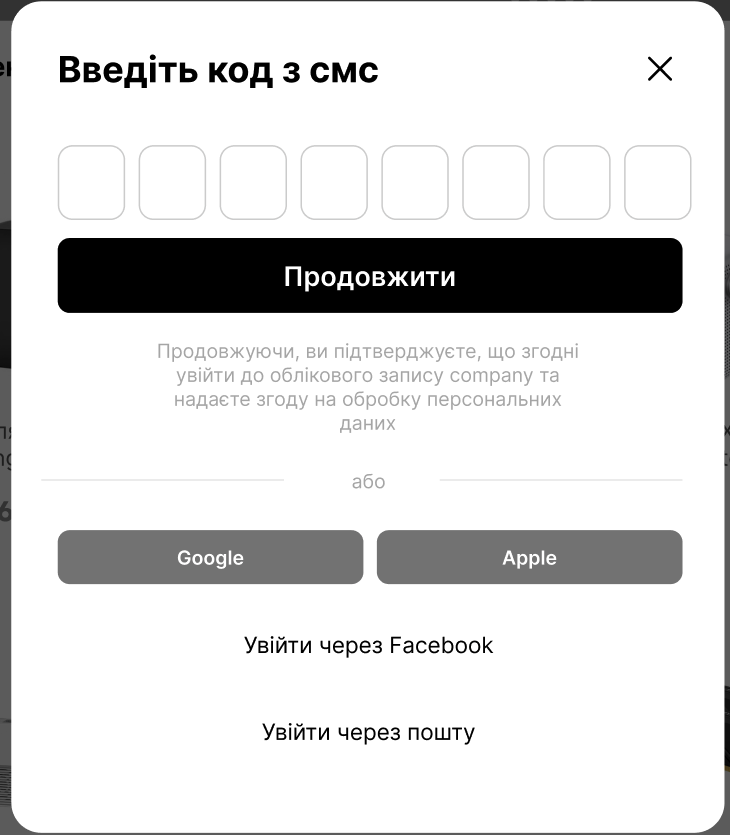 Введіть код з смс
Продовжити
Продовжуючи, ви підтверджуєте, що згодні
увійти до облікового запису company та
надаєте згоду на обробку персональних
даних
або
Google
Apple
Увійти через Facebook
Увійти через пошту